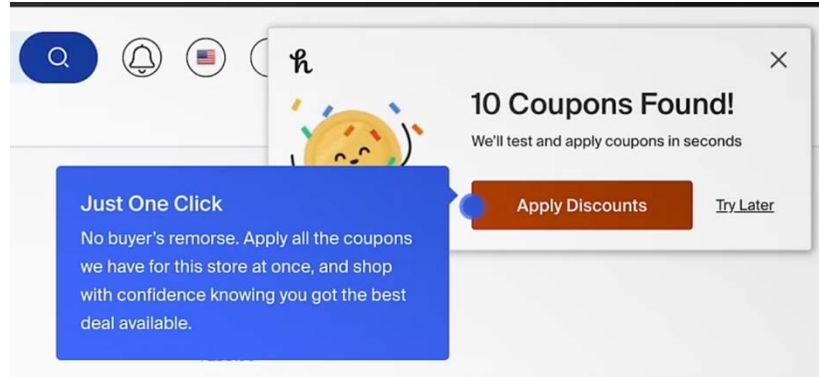 h
10 Coupons Found!
We'll test and apply coupons in seconds
Apply Discounts
Try Later
Just One Click
No buyer's remorse. Apply all the coupons
we have for this store at once, and shop
with confidence knowing you got the best
deal available.